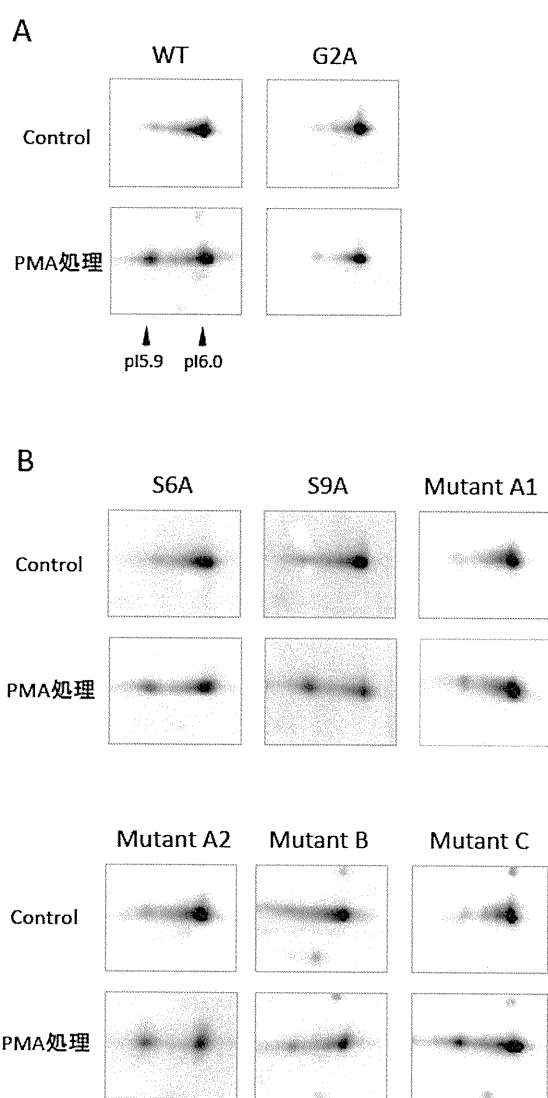 A
WT G2A
Control
PMA処理
pI5.9 pI6.0
B
S6A S9A Mutant A1
Control
PMA処理
Mutant A2 Mutant B Mutant C
Control
PMA処理